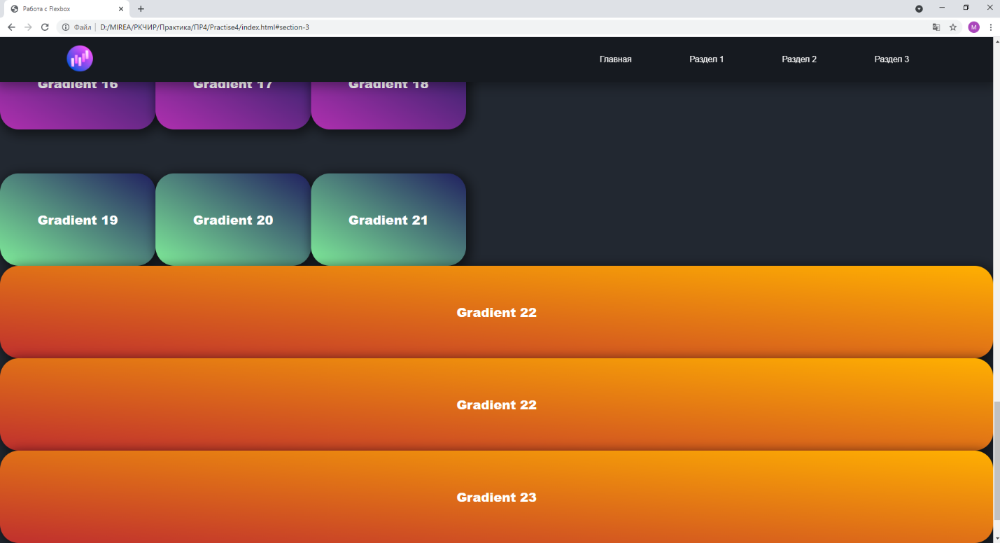 Работа с Flexbox
Файл | D:/MIREA/РКЧИР/Практика/ПР4/Practise4/index.html#section-3
M
Главная Раздел 1 Раздел 2 Раздел 3
Gradient 16 Gradient 17 Gradient 18
Gradient 19 Gradient 20 Gradient 21
Gradient 22
Gradient 22
Gradient 23